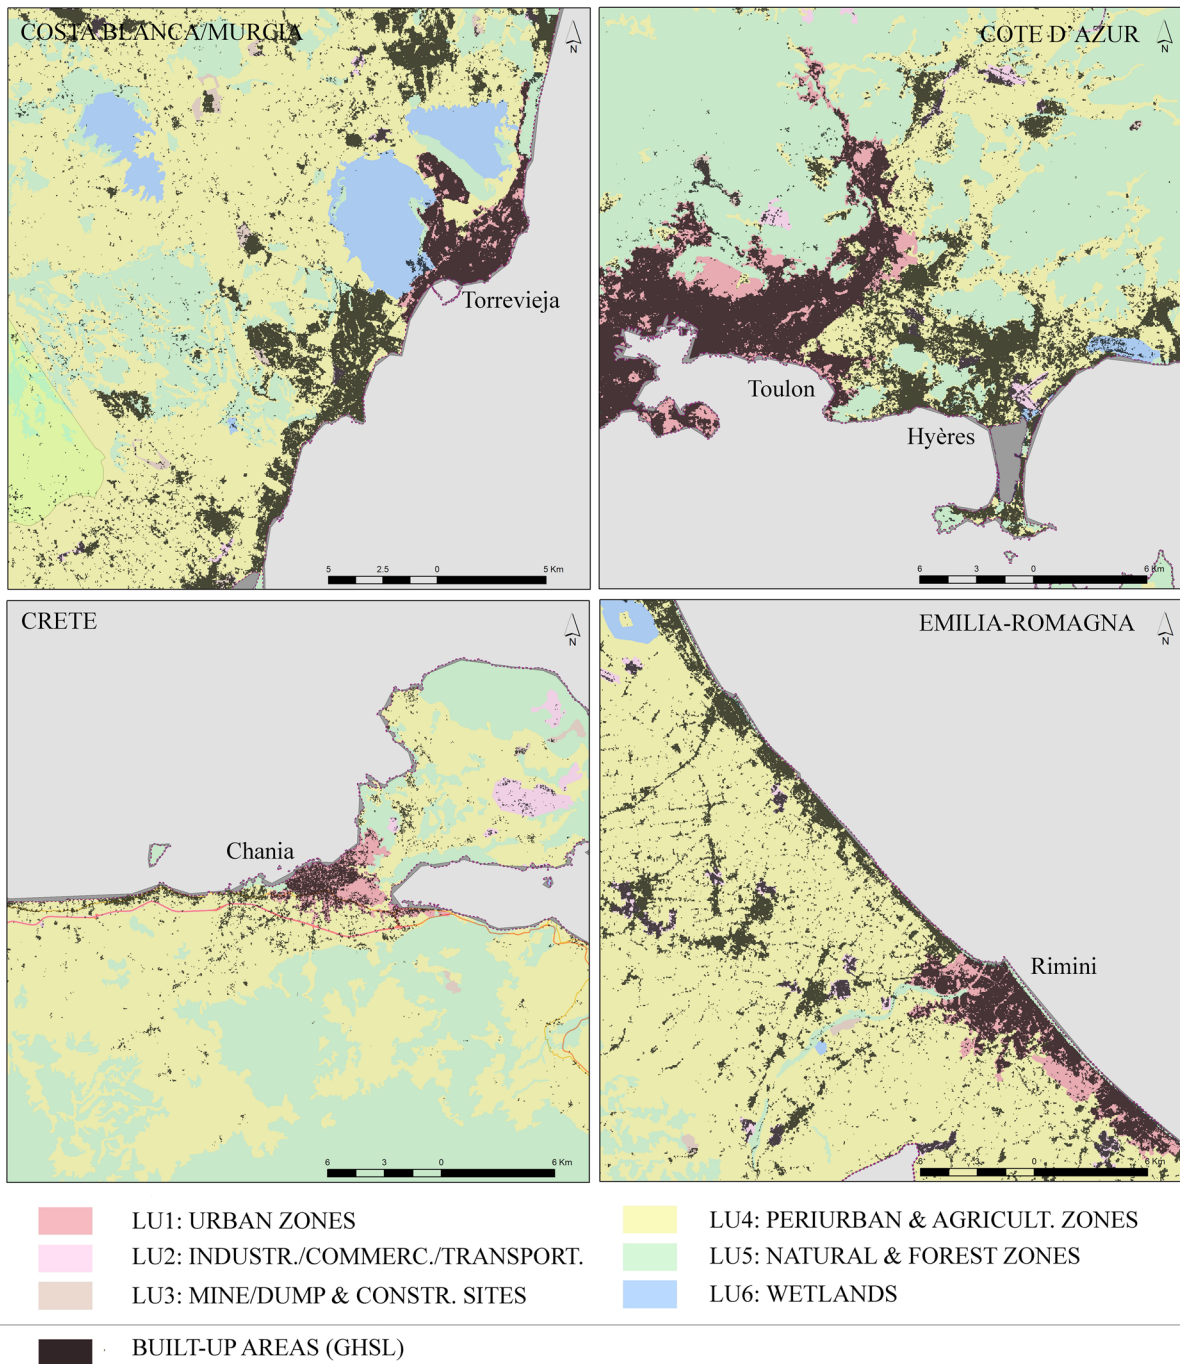 COSTA BLANCA/MURGIA
N
Torrevieja
5 2.5 0 5 Km
COTE D´AZUR
N
Toulon
Hyères
6 3 0 6 Km
CRETE
N
Chania
6 3 0 6 Km
EMILIA-ROMAGNA
N
Rimini
6 3 0 6 Km
LU1: URBAN ZONES
LU2: INDUSTR./COMMERC./TRANSPORT.
LU3: MINE/DUMP & CONSTR. SITES
LU4: PERIURBAN & AGRICULT. ZONES
LU5: NATURAL & FOREST ZONES
LU6: WETLANDS
BUILT-UP AREAS (GHSL)